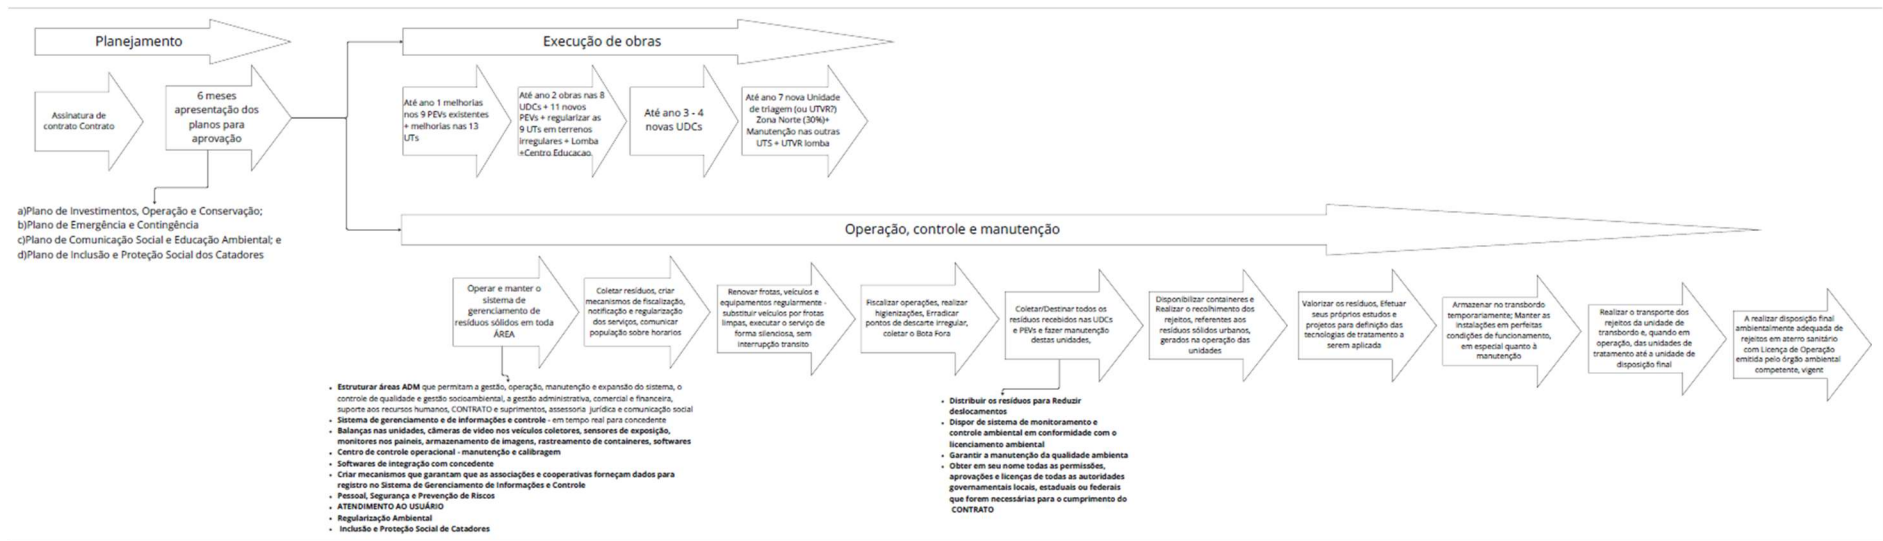 Planejamento
Assinatura de
contrato Contrato
6 meses
apresentação dos
planos para
aprovação
a)Plano de Investimentos, Operação e Conservação;
b)Plano de Emergência e Contingência
c)Plano de Comunicação Social e Educação Ambiental; e
d)Plano de Inclusão e Proteção Social dos Catadores
Execução de obras
Até ano 1 melhorias
nos 9 PEVs existentes
+ melhorias nas 13
UTs
Até ano 2 obras nas 8
UDCs + 11 novos
PEVs + regularizar as
9 UTs em terrenos
irregulares + Lomba
+Centro Educacao
Até ano 3 - 4
novas UDCs
Até ano 7 nova Unidade
de triagem (ou UTVR?)
Zona Norte (30%)+
Manutenção nas outras
UTS + UTVR lomba
Operação, controle e manutenção
Operar e manter o
sistema de
gerenciamento de
resíduos sólidos em toda
ÁREA
Coletar resíduos, criar
mecanismos de fiscalização,
notificação e regularização
dos serviços, comunicar
população sobre horarios
Renovar frotas, veículos e
equipamentos regularmente -
substituir veículos por frotas
limpas, executar o serviço de
forma silenciosa, sem
interrupção transito
Fiscalizar operações, realizar
higienizações, Erradicar
pontos de descarte irregular,
coletar o Bota Fora
Coletar/Destinar todos os
resíduos recebidos nas UDCs
e PEVs e fazer manutenção
destas unidades,
Disponibilizar containeres e
Realizar o recolhimento dos
rejeitos, referentes aos
resíduos sólidos urbanos,
gerados na operação das
unidades
Valorizar os resíduos, Efetuar
seus próprios estudos e
projetos para definição das
tecnologias de tratamento a
serem aplicada
Armazenar no transbordo
temporariamente; Manter as
instalações em perfeitas
condições de funcionamento,
em especial quanto à
manutenção
Realizar o transporte dos
rejeitos da unidade de
transbordo e, quando em
operação, das unidades de
tratamento até a unidade de
disposição final
A realizar disposição final
ambientalmente adequada de
rejeitos em aterro sanitário
com Licença de Operação
emitida pelo órgão ambiental
competente, vigent
• Estruturar áreas ADM que permitam a gestão, operação, manutenção e expansão do sistema, o
controle de qualidade e gestão socioambiental, a gestão administrativa, comercial e financeira,
suporte aos recursos humanos, CONTRATO e suprimentos, assessoria jurídica e comunicação social
• Sistema de gerenciamento e de informações e controle - em tempo real para concedente
• Balanças nas unidades, câmeras de video nos veículos coletores, sensores de exposição,
monitores nos paineis, armazenamento de imagens, rastreamento de containeres, softwares
• Centro de controle operacional - manutenção e calibragem
• Softwares de integração com concedente
• Criar mecanismos que garantam que as associações e cooperativas forneçam dados para
registro no Sistema de Gerenciamento de Informações e Controle
• Pessoal, Segurança e Prevenção de Riscos
• ATENDIMENTO AO USUÁRIO
• Regularização Ambiental
• Inclusão e Proteção Social de Catadores
• Distribuir os resíduos para Reduzir
deslocamentos
• Dispor de sistema de monitoramento e
controle ambiental em conformidade com o
licenciamento ambiental
• Garantir a manutenção da qualidade ambienta
• Obter em seu nome todas as permissões,
aprovações e licenças de todas as autoridades
governamentais locais, estaduais ou federais
que forem necessárias para o cumprimento do
CONTRATO